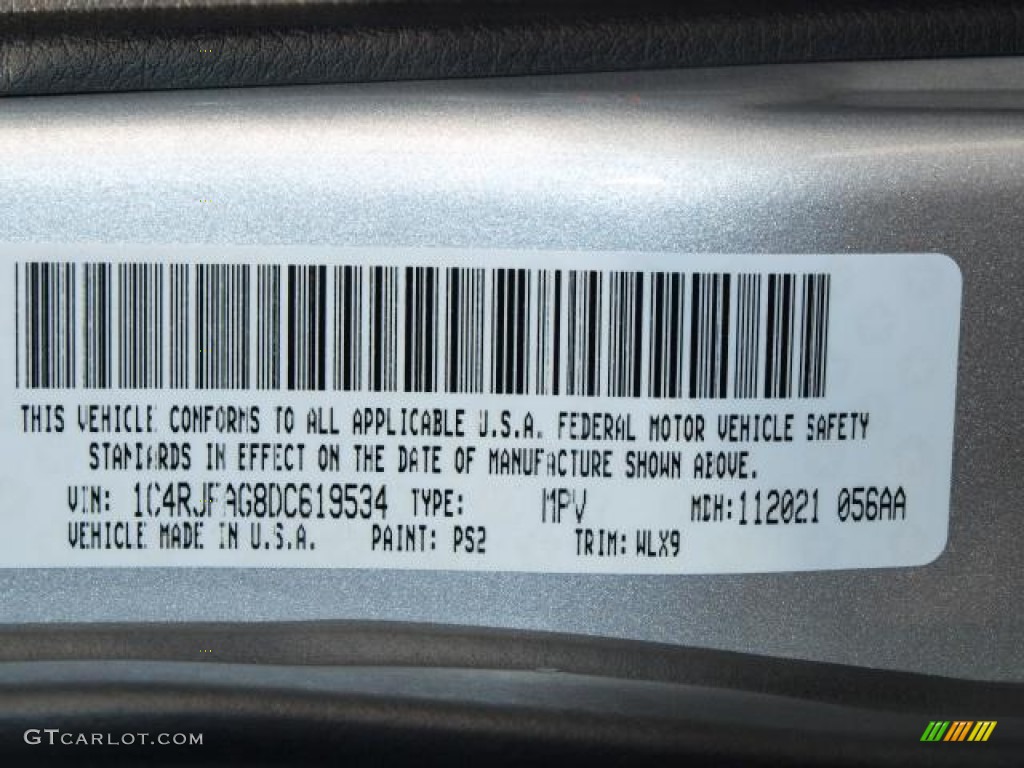 THIS VEHICLE CONFORMS TO ALL APPLICABLE U.S.A. FEDERAL MOTOR VEHICLE SAFETY
STANDARDS IN EFFECT ON THE DATE OF MANUFACTURE SHOWN ABOVE.
VIN: 1C4RJFAG8DC619534 TYPE: MPV MDH:112021 056AA
VEHICLE MADE IN U.S.A. PAINT: PS2 TRIM: WLX9
GTCARLOT.COM